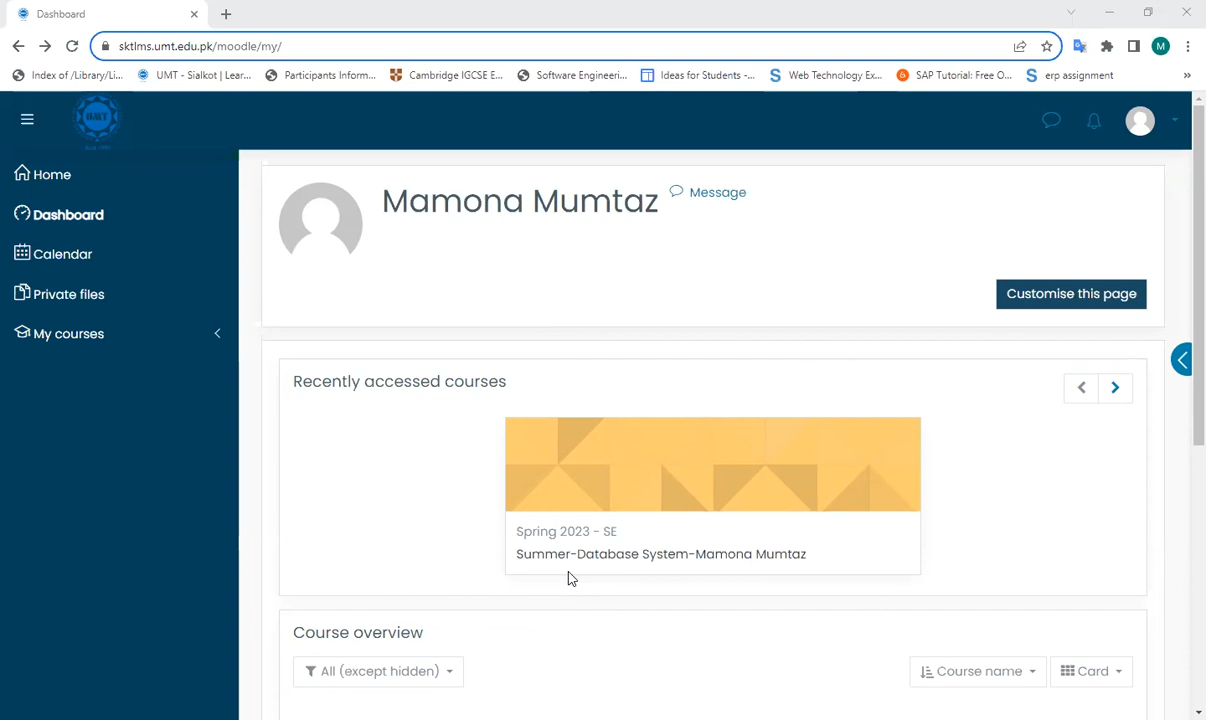 Dashboard
sktlms.umt.edu.pk/moodle/my/
M
Index of /Library/Li...
UMT - Sialkot | Lear...
Participants Inform...
Cambridge IGCSE E...
Software Engineeri...
Ideas for Students -...
Web Technology Ex...
SAP Tutorial: Free O...
erp assignment
»
UMT
Home
Dashboard
Calendar
Private files
My courses
Mamona Mumtaz
Message
Customise this page
Recently accessed courses
Spring 2023 - SE
Summer-Database System-Mamona Mumtaz
Course overview
All (except hidden)
Course name
Card